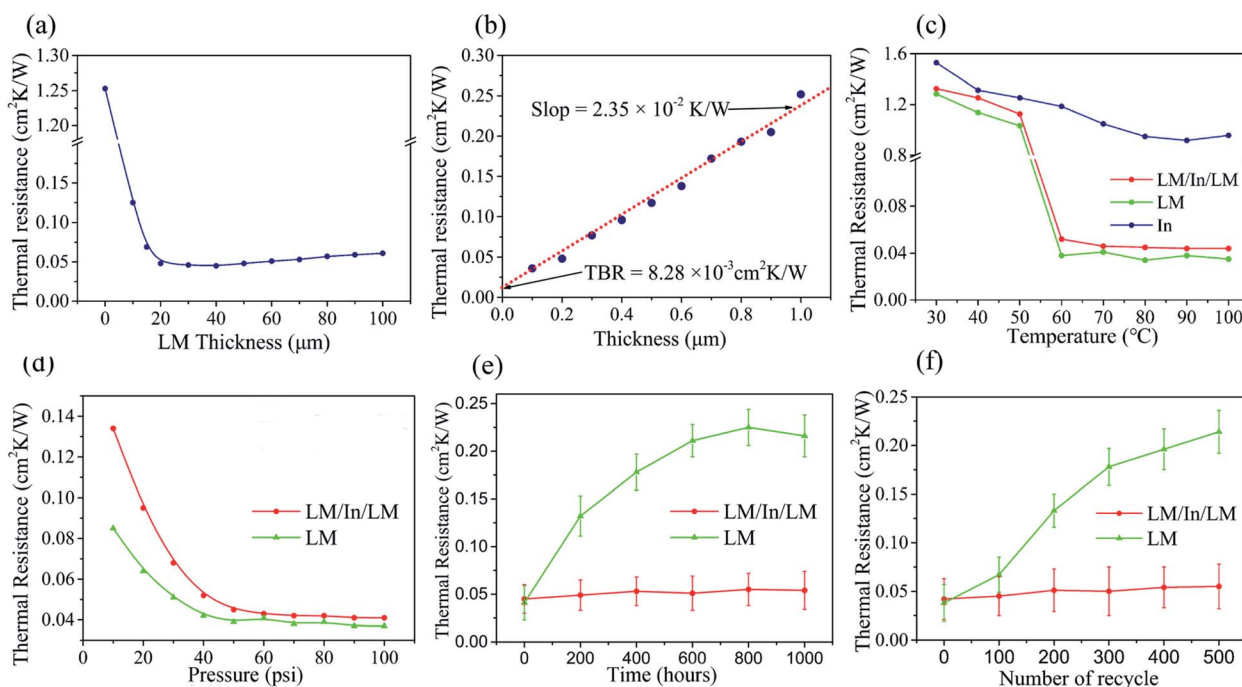 (a)
Thermal resistance (cm²K/W)
1.30
1.25
1.20
0.15
0.10
0.05
0.00
0 20 40 60 80 100
LM Thickness (μm)
(b)
Thermal resistance (cm²K/W)
0.30
0.25
0.20
0.15
0.10
0.05
0.00
Slop = 2.35 × 10⁻² K/W
TBR = 8.28 ×10⁻³cm²K/W
0.0 0.2 0.4 0.6 0.8 1.0
Thickness (μm)
(c)
Thermal Resistance (cm²K/W)
1.6
1.2
0.8
0.08
0.04
0.00
LM/In/LM
LM
In
30 40 50 60 70 80 90 100
Temperature (℃)
(d)
Thermal Resistance (cm²K/W)
0.14
0.12
0.10
0.08
0.06
0.04
LM/In/LM
LM
0 20 40 60 80 100
Pressure (psi)
(e)
Thermal Resistance (cm²K/W)
0.25
0.20
0.15
0.10
0.05
0.00
LM/In/LM
LM
0 200 400 600 800 1000
Time (hours)
(f)
Thermal Resistance (cm²K/W)
0.25
0.20
0.15
0.10
0.05
0.00
LM/In/LM
LM
0 100 200 300 400 500
Number of recycle